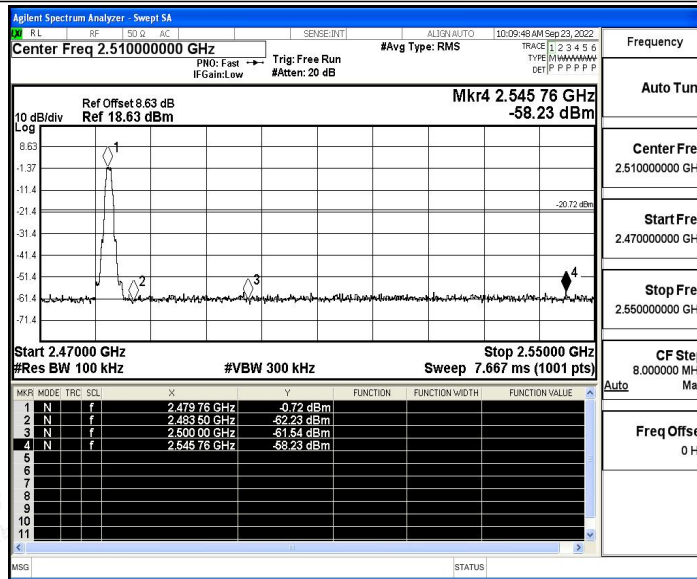 Agilent Spectrum Analyzer - Swept SA
RL RF 50 Ω AC SENSE:INT ALIGN AUTO 10:09:48 AM Sep 23, 2022
Center Freq 2.510000000 GHz #Avg Type: RMS TRACE 1 2 3 4 5 6
PNO: Fast Trig: Free Run TYPE MWWWWW
IFGain:Low #Atten: 20 dB DET P P P P P P
Frequency
Auto Tun
Ref Offset 8.63 dB Mkr4 2.545 76 GHz
10 dB/div Ref 18.63 dBm -58.23 dBm
Log
8.63
-1.37
-11.4
-21.4
-31.4
-41.4
-51.4
-61.4
-71.4
1
2
3
4
-20.72 dBm
Start 2.47000 GHz Stop 2.55000 GHz
#Res BW 100 kHz #VBW 300 kHz Sweep 7.667 ms (1001 pts)
Center Fre
2.510000000 GH
Start Fre
2.470000000 GH
Stop Fre
2.550000000 GH
CF Ste
8.000000 MH
Auto Ma
Freq Offse
0 H
MKR MODE TRC SCL X Y FUNCTION FUNCTION WIDTH FUNCTION VALUE
1 N f 2.479 76 GHz -0.72 dBm
2 N f 2.483 50 GHz -62.23 dBm
3 N f 2.500 00 GHz -61.54 dBm
4 N f 2.545 76 GHz -58.23 dBm
5
6
7
8
9
10
11
MSG STATUS